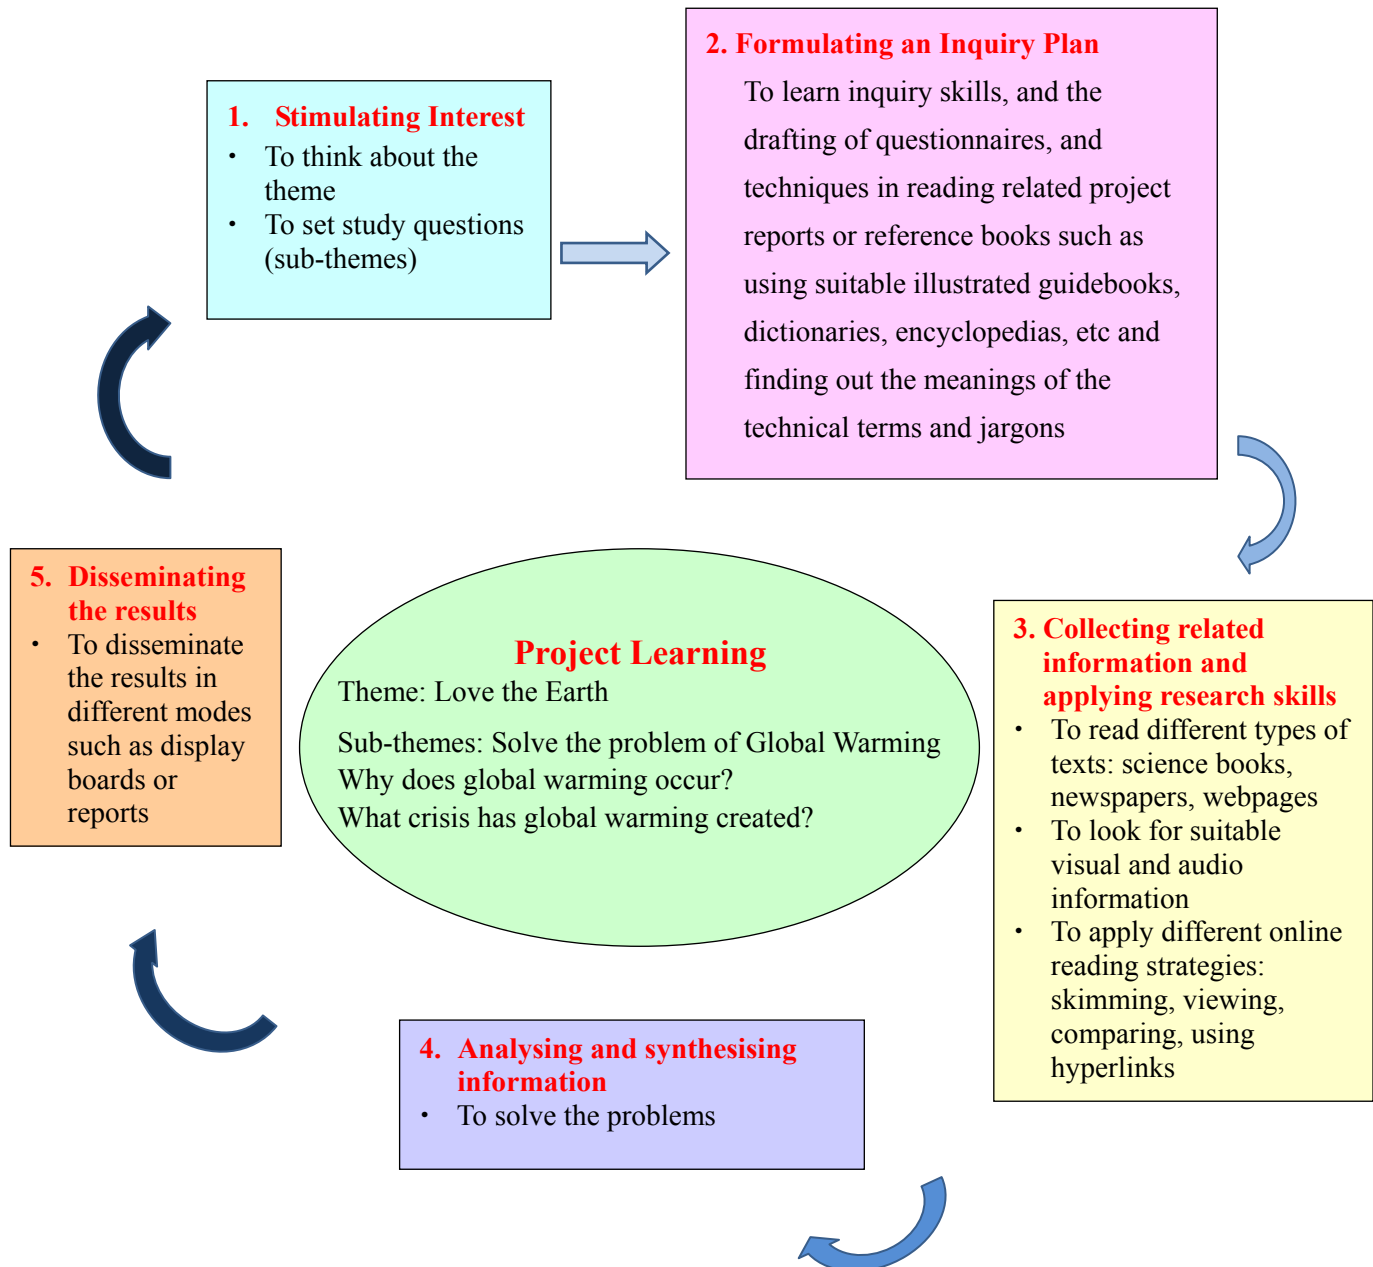 1. Stimulating Interest
· To think about the
theme
· To set study questions
(sub-themes)
2. Formulating an Inquiry Plan
To learn inquiry skills, and the
drafting of questionnaires, and
techniques in reading related project
reports or reference books such as
using suitable illustrated guidebooks,
dictionaries, encyclopedias, etc and
finding out the meanings of the
technical terms and jargons
3. Collecting related
information and
applying research skills
· To read different types of
texts: science books,
newspapers, webpages
· To look for suitable
visual and audio
information
· To apply different online
reading strategies:
skimming, viewing,
comparing, using
hyperlinks
4. Analysing and synthesising
information
· To solve the problems
5. Disseminating
the results
· To disseminate
the results in
different modes
such as display
boards or
reports
Project Learning
Theme: Love the Earth
Sub-themes: Solve the problem of Global Warming
Why does global warming occur?
What crisis has global warming created?